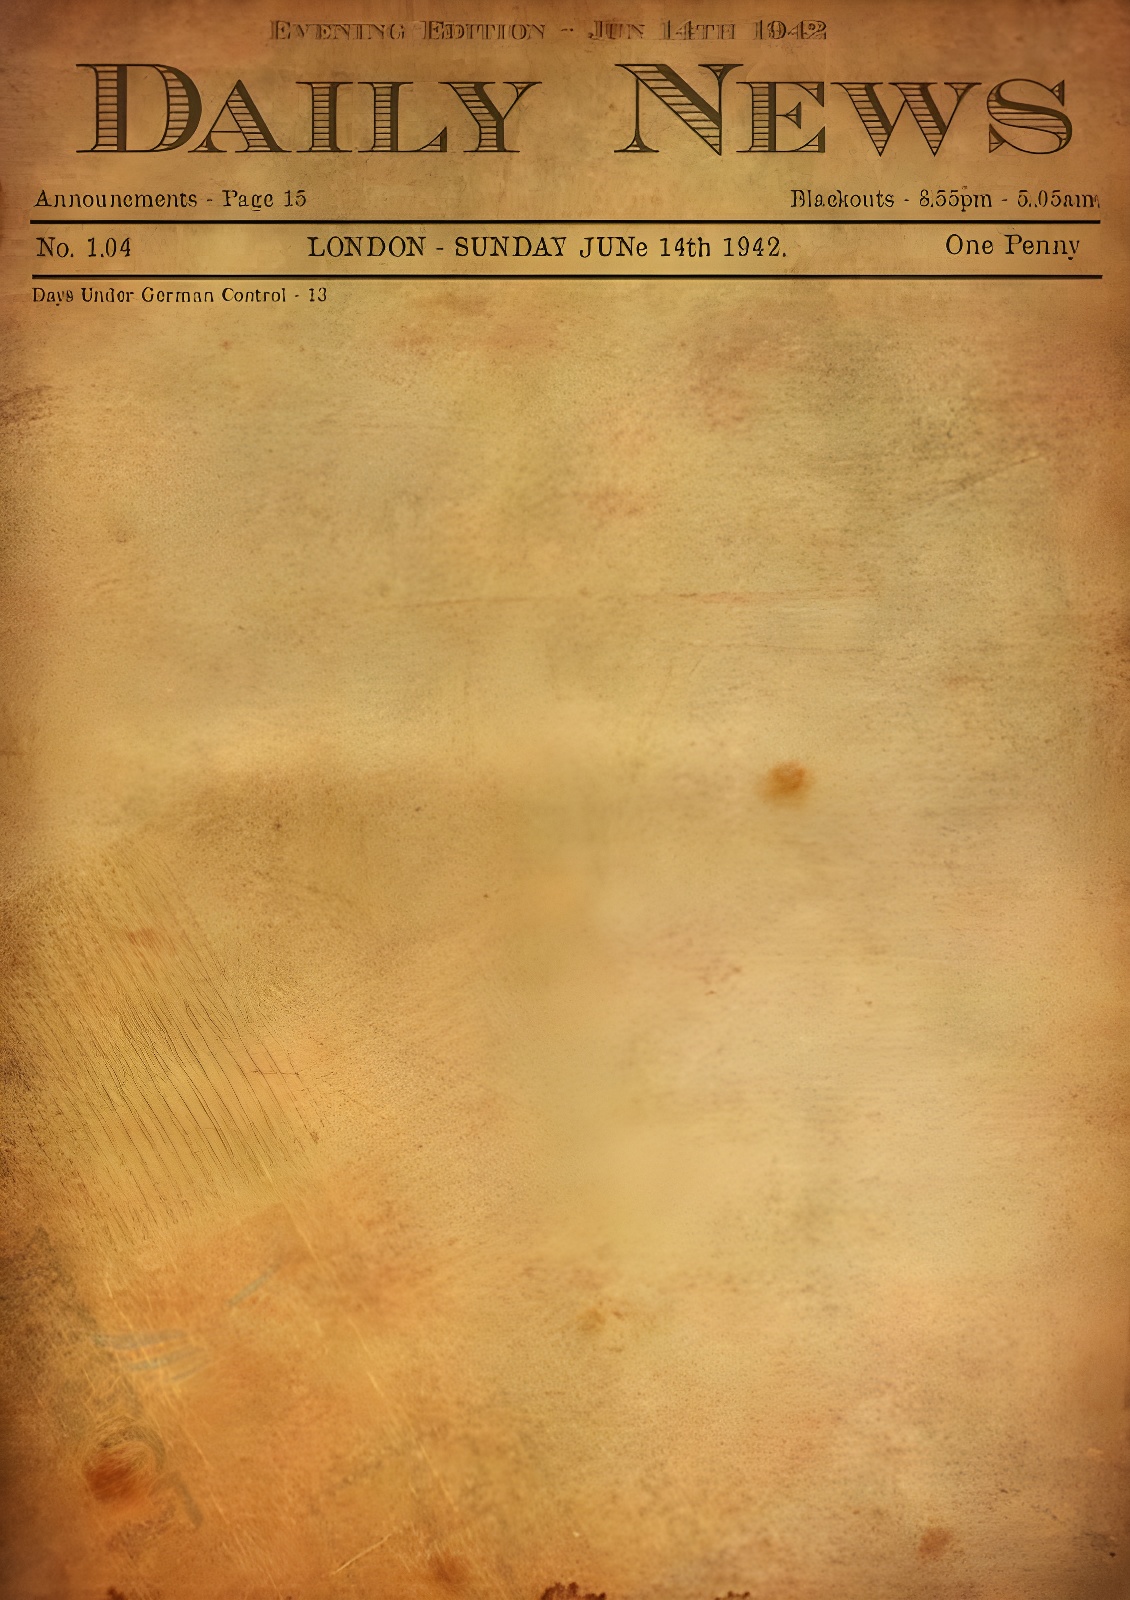 Evening Edition - Jun 14th 1942
Daily News
Announcements - Page 15
Blackouts - 8.55pm - 5.05am
No. 1.04
LONDON - SUNDAY JUNe 14th 1942.
One Penny
Days Under German Control - 13